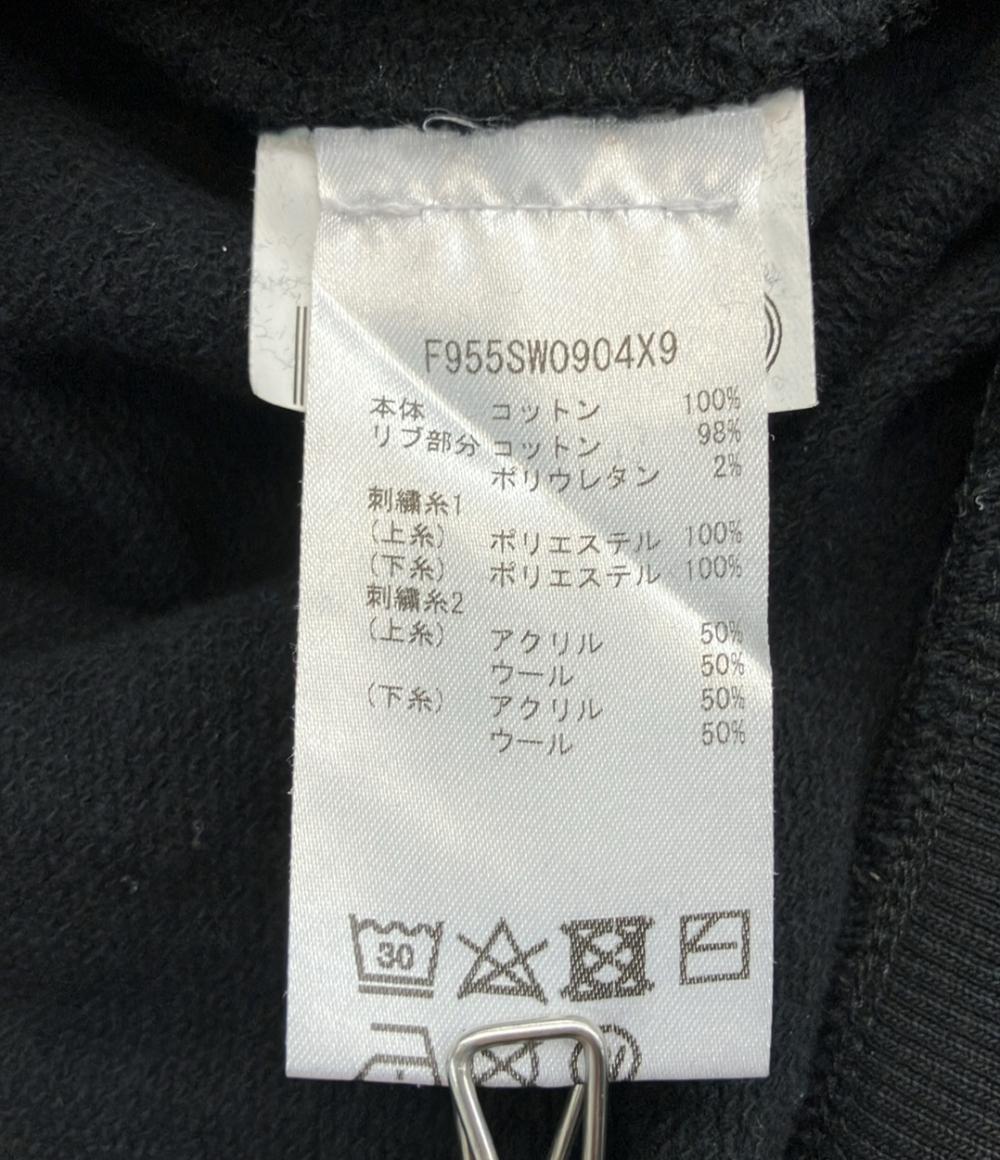 F955SW0904X9
本体 コットン 100%
リブ部分 コットン 98%
ポリウレタン 2%
刺繍糸1
(上糸) ポリエステル 100%
(下糸) ポリエステル 100%
刺繍糸2
(上糸) アクリル 50%
ウール 50%
(下糸) アクリル 50%
ウール 50%
30